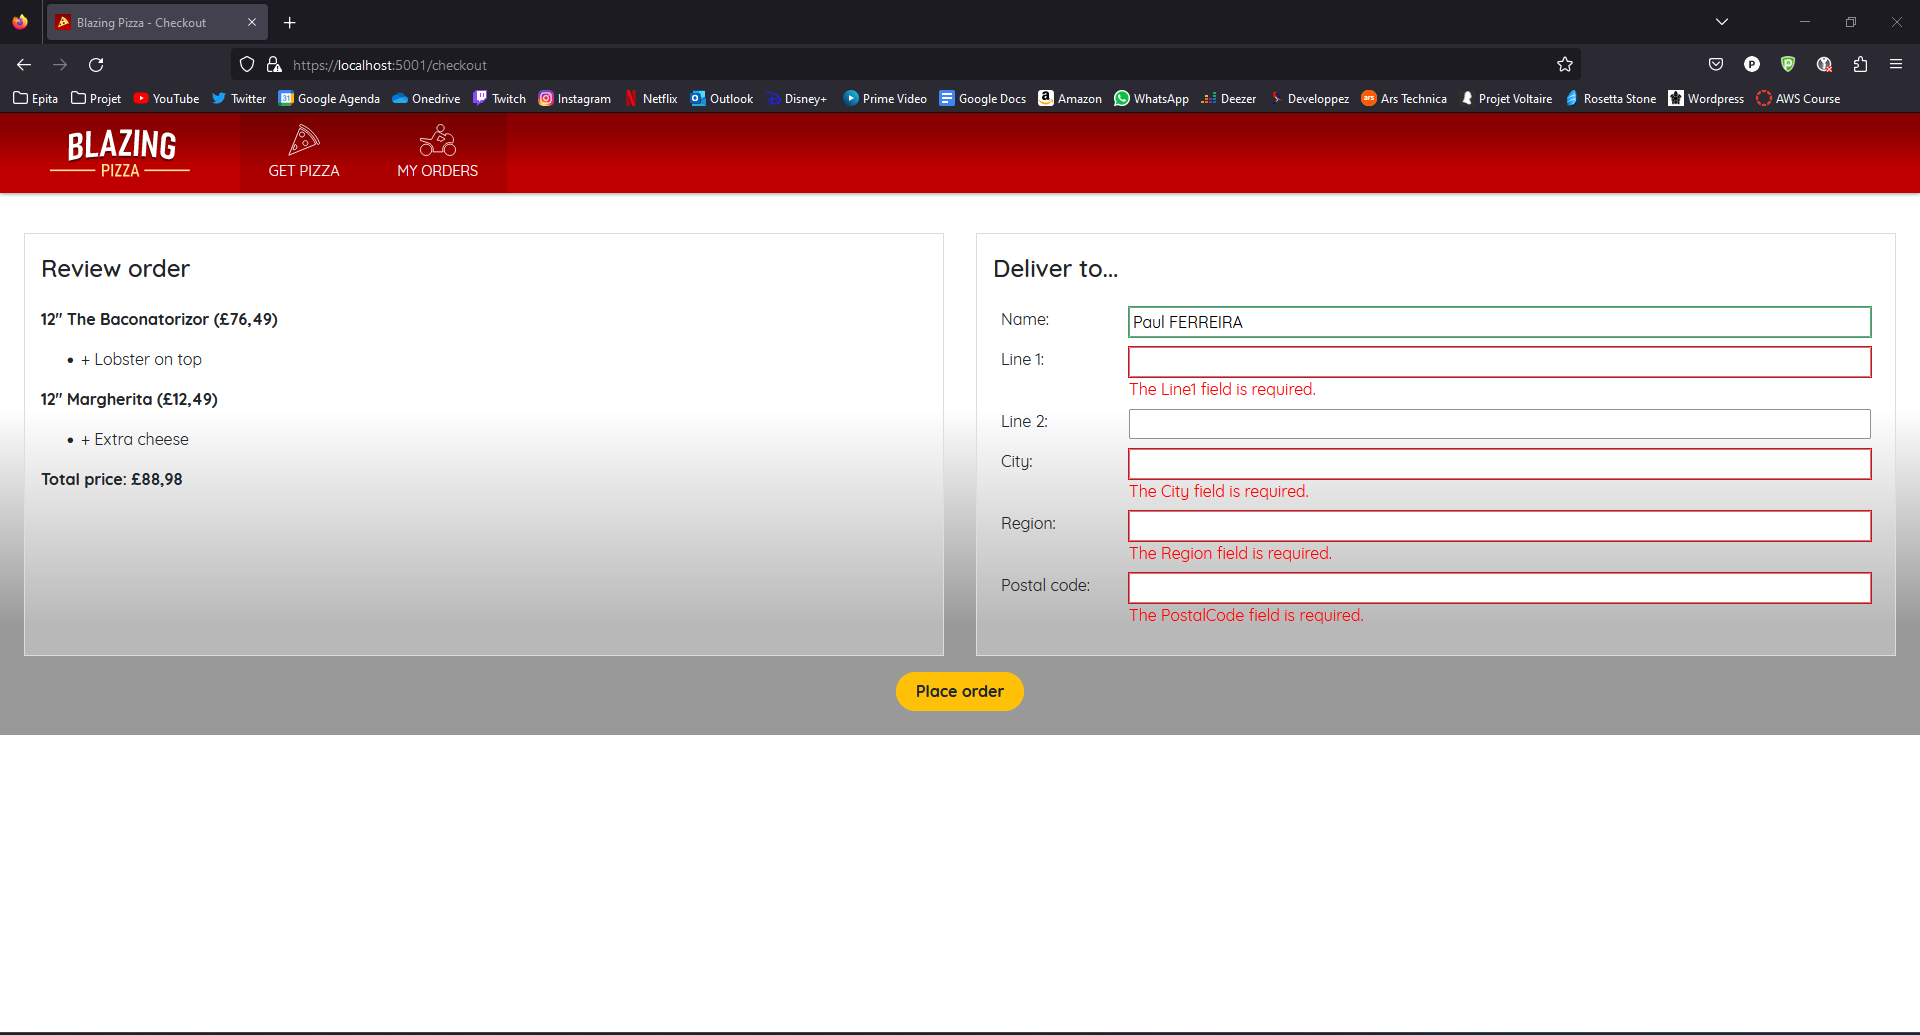 Blazing Pizza - Checkout
https://localhost:5001/checkout
Epita Projet YouTube Twitter Google Agenda Onedrive Twitch Instagram Netflix Outlook Disney+ Prime Video Google Docs Amazon WhatsApp Deezer Developpez Ars Technica Projet Voltaire Rosetta Stone Wordpress AWS Course
BLAZING
PIZZA
GET PIZZA MY ORDERS
Review order
12" The Baconatorizor (£76,49)
+ Lobster on top
12" Margherita (£12,49)
+ Extra cheese
Total price: £88,98
Deliver to...
Name: Paul FERREIRA
Line 1:
The Line1 field is required.
Line 2:
City:
The City field is required.
Region:
The Region field is required.
Postal code:
The PostalCode field is required.
Place order